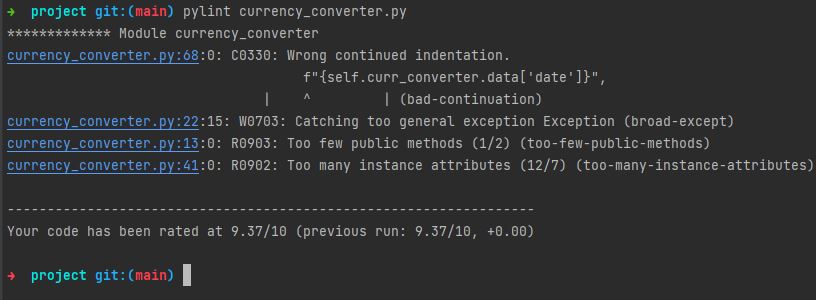 ➜ project git:(main) pylint currency_converter.py
************* Module currency_converter
currency_converter.py:68:0: C0330: Wrong continued indentation.
                                     f"{self.curr_converter.data['date']}",
                                |    ^         | (bad-continuation)
currency_converter.py:22:15: W0703: Catching too general exception Exception (broad-except)
currency_converter.py:13:0: R0903: Too few public methods (1/2) (too-few-public-methods)
currency_converter.py:41:0: R0902: Too many instance attributes (12/7) (too-many-instance-attributes)
------------------------------------------------------------------
Your code has been rated at 9.37/10 (previous run: 9.37/10, +0.00)
➜ project git:(main)